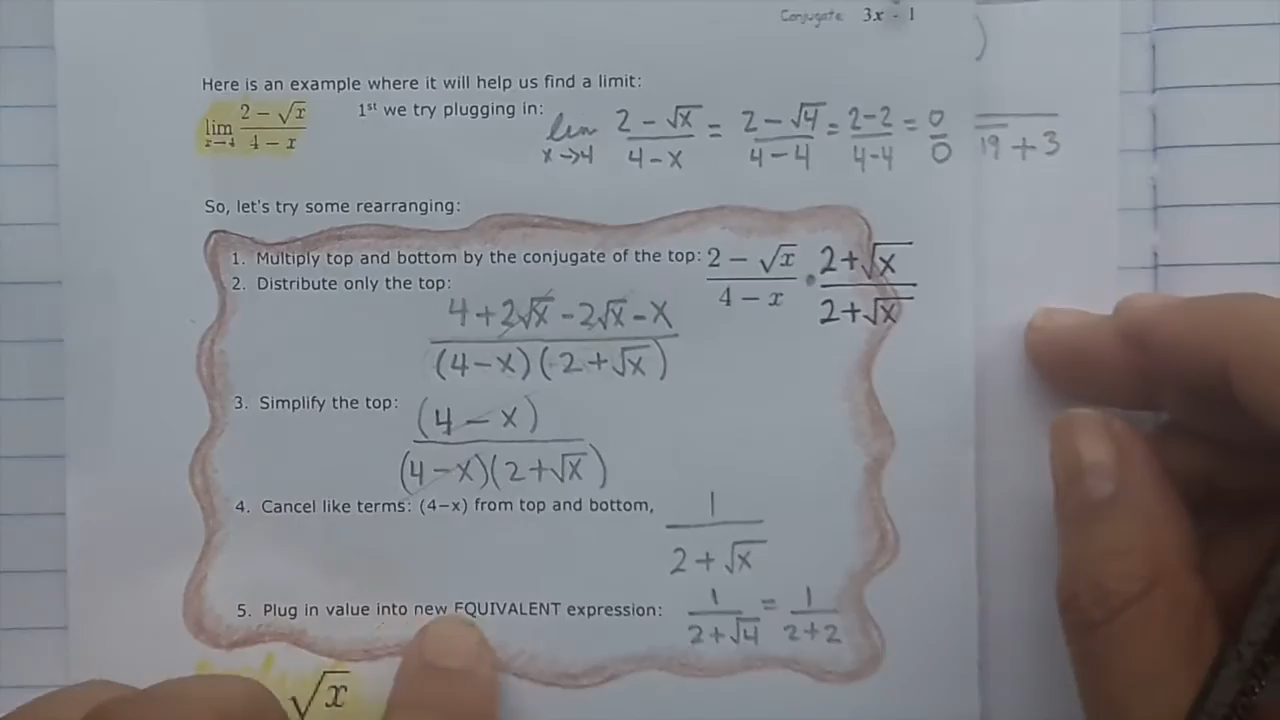 Conjugate 3x - 1
)
Here is an example where it will help us find a limit:
lim x→4 (2 − √x)/(4 − x) 1st we try plugging in: lim x→4 (2 − √x)/(4 − x) = (2 − √4)/(4 − 4) = (2-2)/(4-4) = 0/0
19 + 3
So, let's try some rearranging:
1. Multiply top and bottom by the conjugate of the top: (2 − √x)/(4 − x) · (2+√x)/(2+√x)
2. Distribute only the top:
(4 + 2√x - 2√x - x)/((4 − x)(2 + √x))
3. Simplify the top: (4 − x)/((4 − x)(2 + √x))
4. Cancel like terms: (4−x) from top and bottom, 1/(2 + √x)
5. Plug in value into new EQUIVALENT expression: 1/(2 + √4) = 1/(2+2)
√x